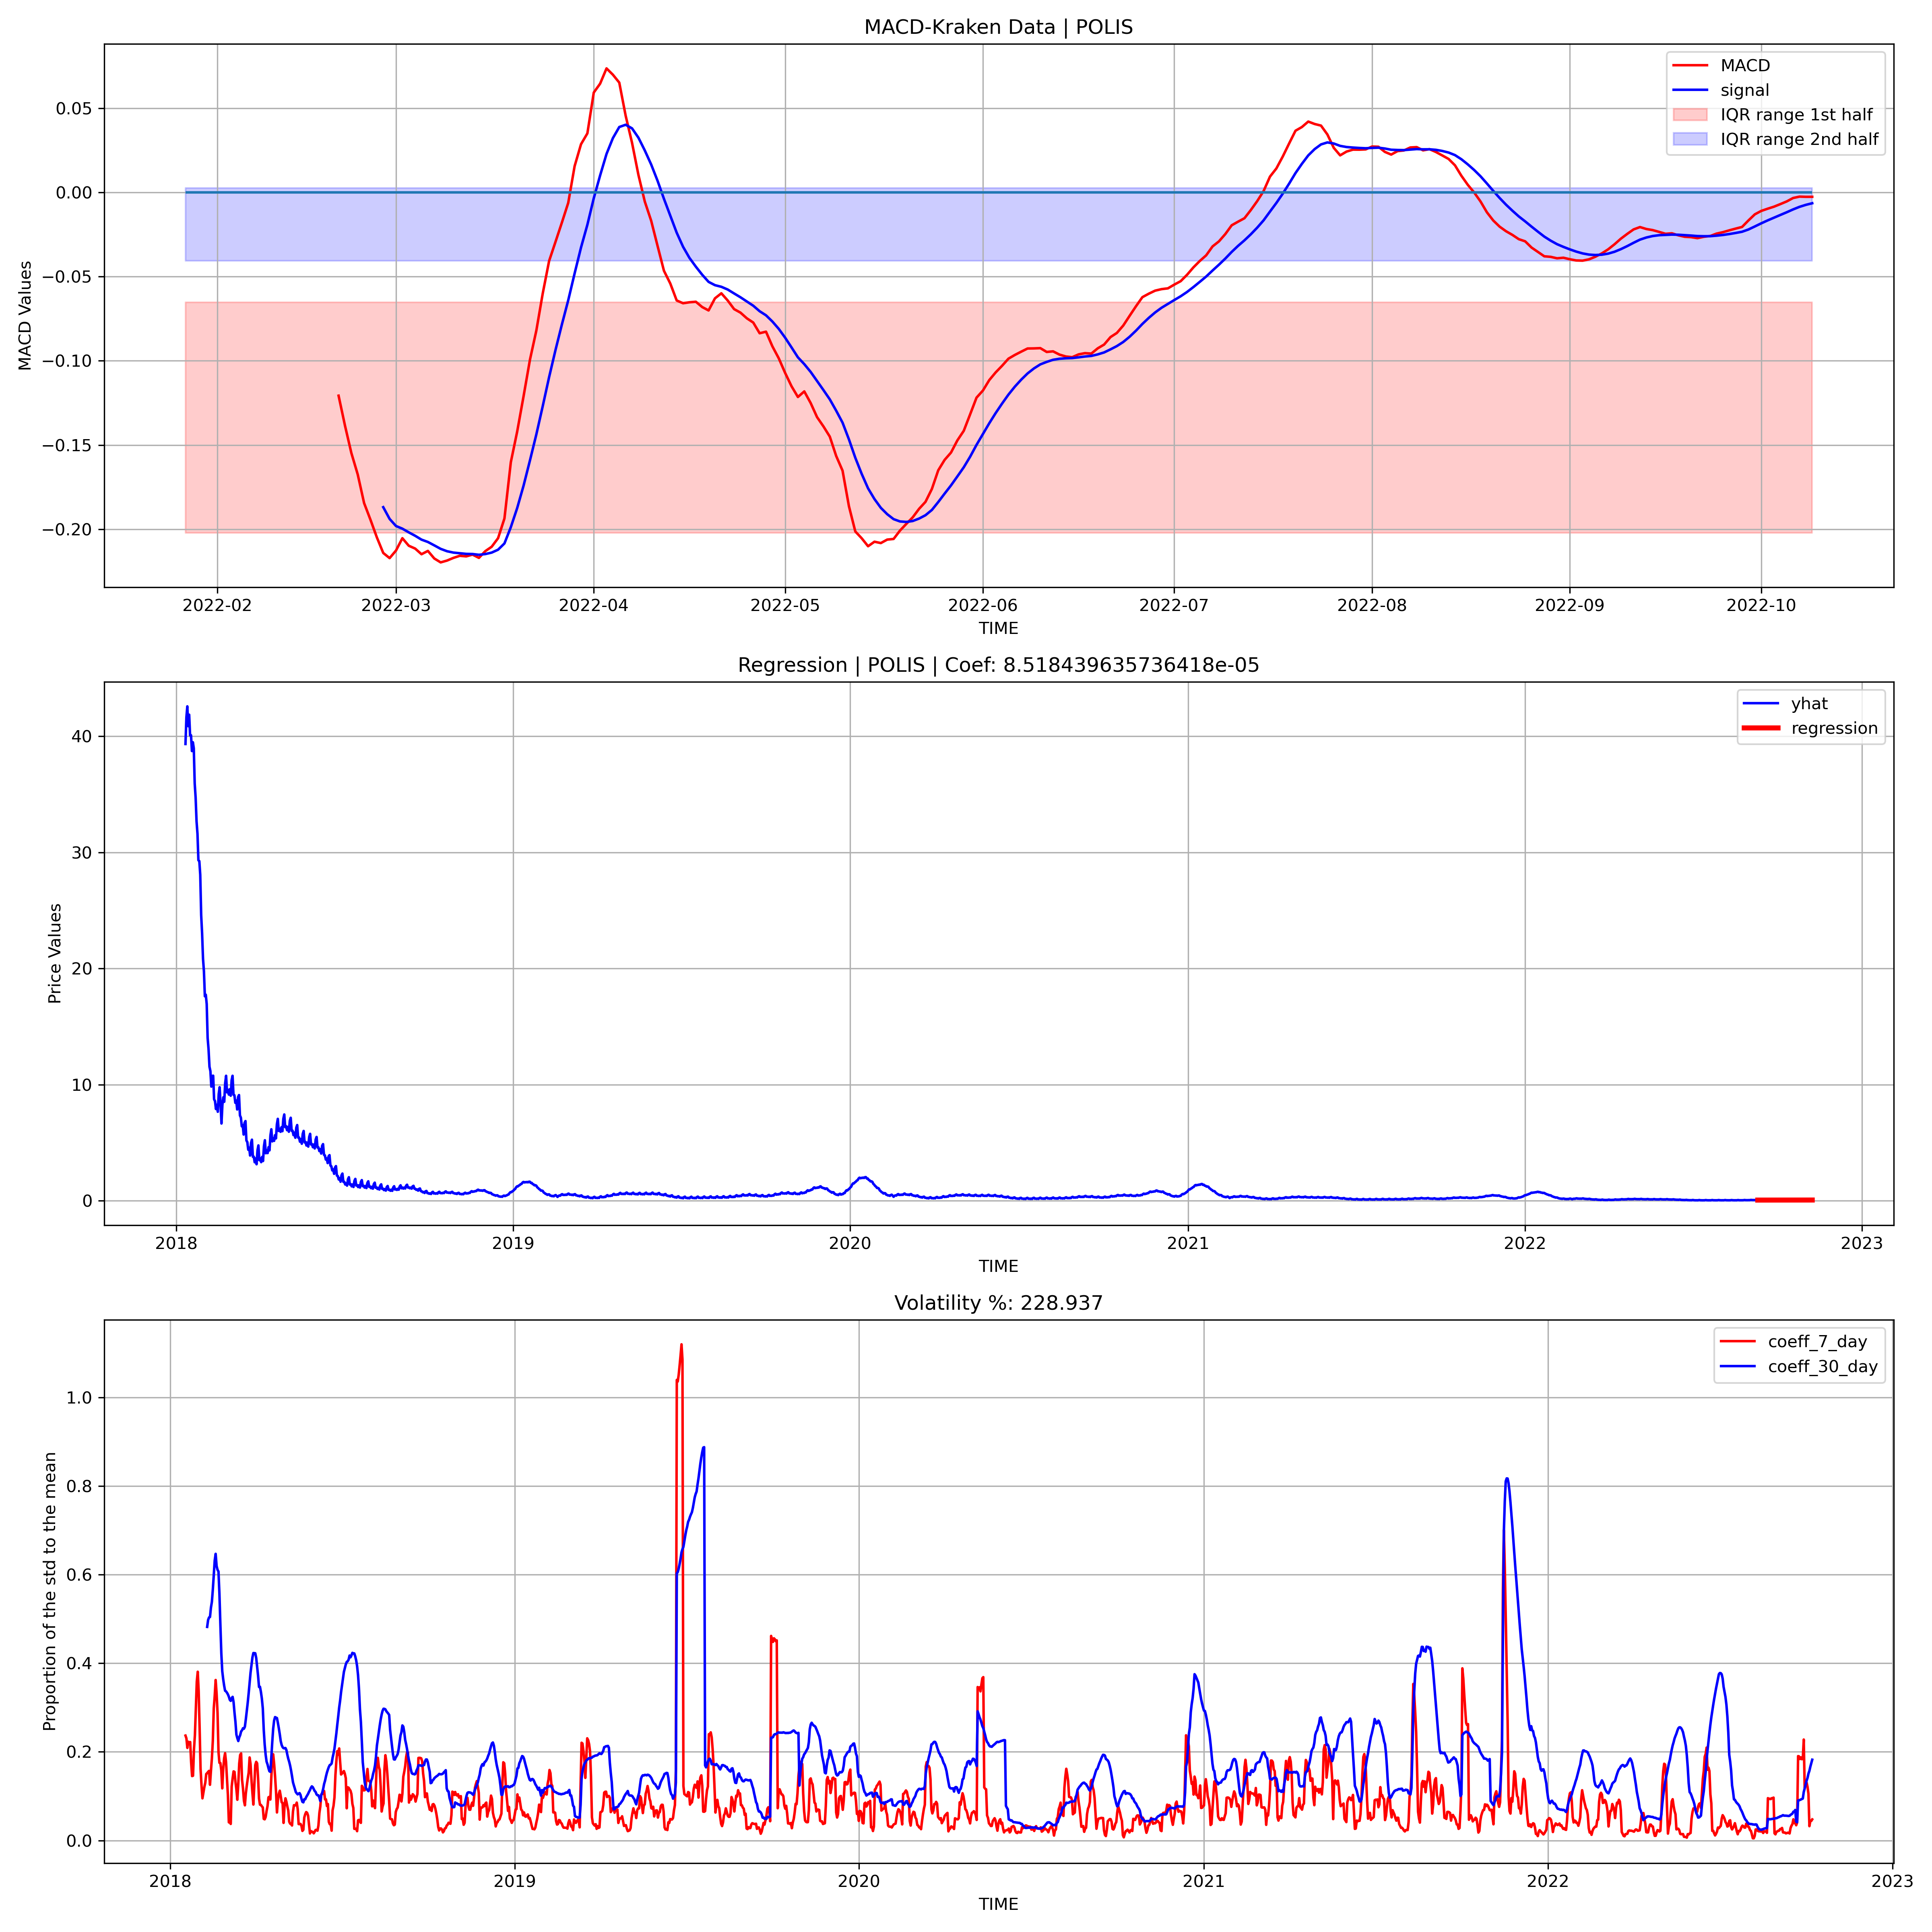 MACD-Kraken Data | POLIS
MACD
signal
IQR range 1st half
IQR range 2nd half
0.05
0.00
−0.05
−0.10
−0.15
−0.20
MACD Values
2022-02 2022-03 2022-04 2022-05 2022-06 2022-07 2022-08 2022-09 2022-10
TIME
Regression | POLIS | Coef: 8.518439635736418e-05
yhat
regression
40
30
20
10
0
Price Values
2018 2019 2020 2021 2022 2023
TIME
Volatility %: 228.937
coeff_7_day
coeff_30_day
1.0
0.8
0.6
0.4
0.2
0.0
Proportion of the std to the mean
2018 2019 2020 2021 2022 2023
TIME